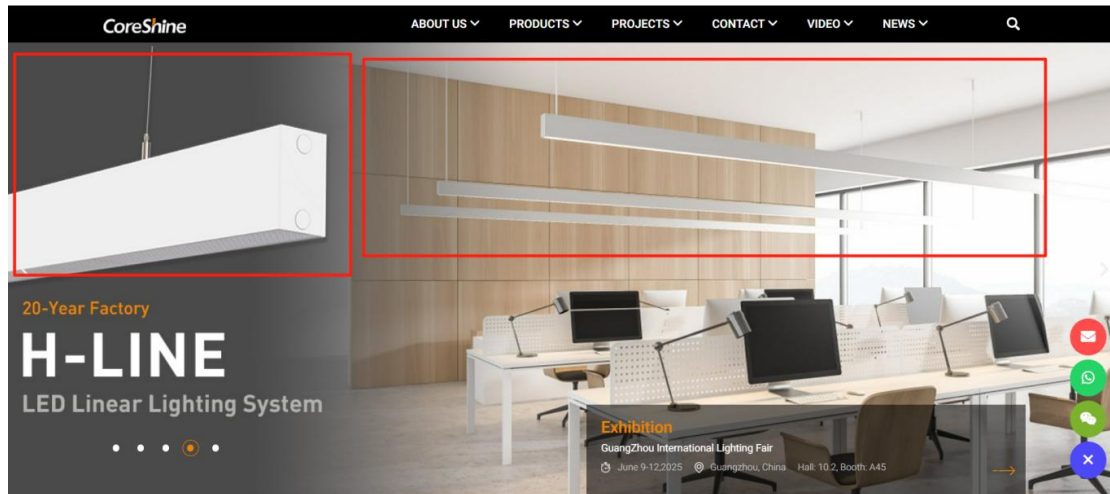 CoreShine
ABOUT US PRODUCTS PROJECTS CONTACT VIDEO NEWS
20-Year Factory
H-LINE
LED Linear Lighting System
Exhibition
GuangZhou International Lighting Fair
June 9-12,2025 Guangzhou, China Hall: 10.2, Booth: A45